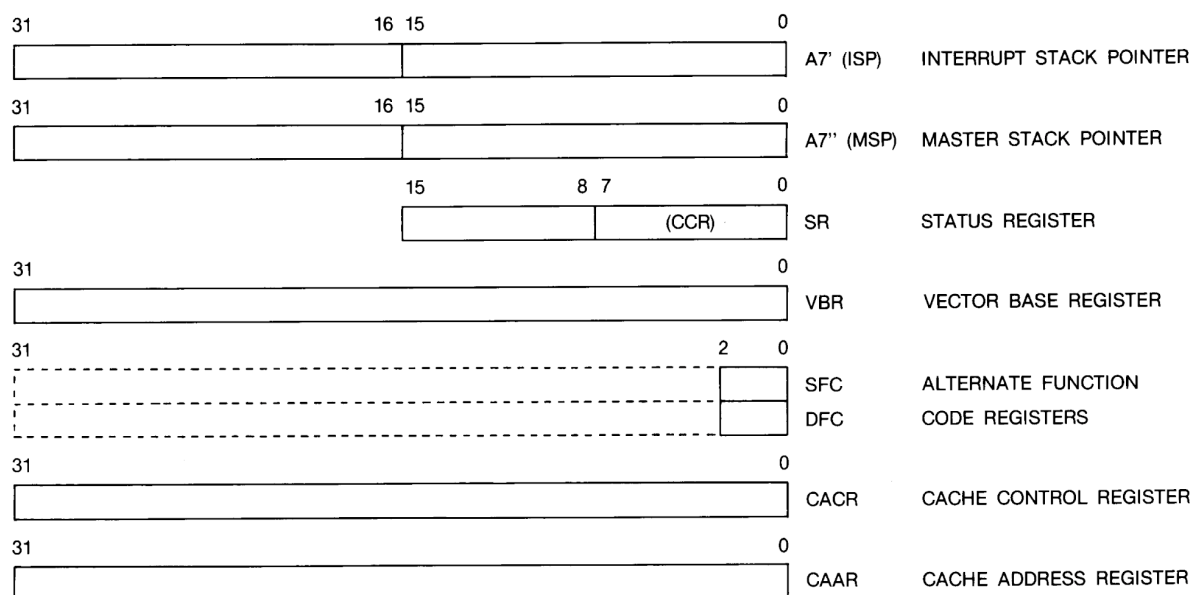 31 16 15 0
A7' (ISP) INTERRUPT STACK POINTER
31 16 15 0
A7'' (MSP) MASTER STACK POINTER
15 8 7 0
(CCR) SR STATUS REGISTER
31 0
VBR VECTOR BASE REGISTER
31 2 0
SFC ALTERNATE FUNCTION
DFC CODE REGISTERS
31 0
CACR CACHE CONTROL REGISTER
31 0
CAAR CACHE ADDRESS REGISTER